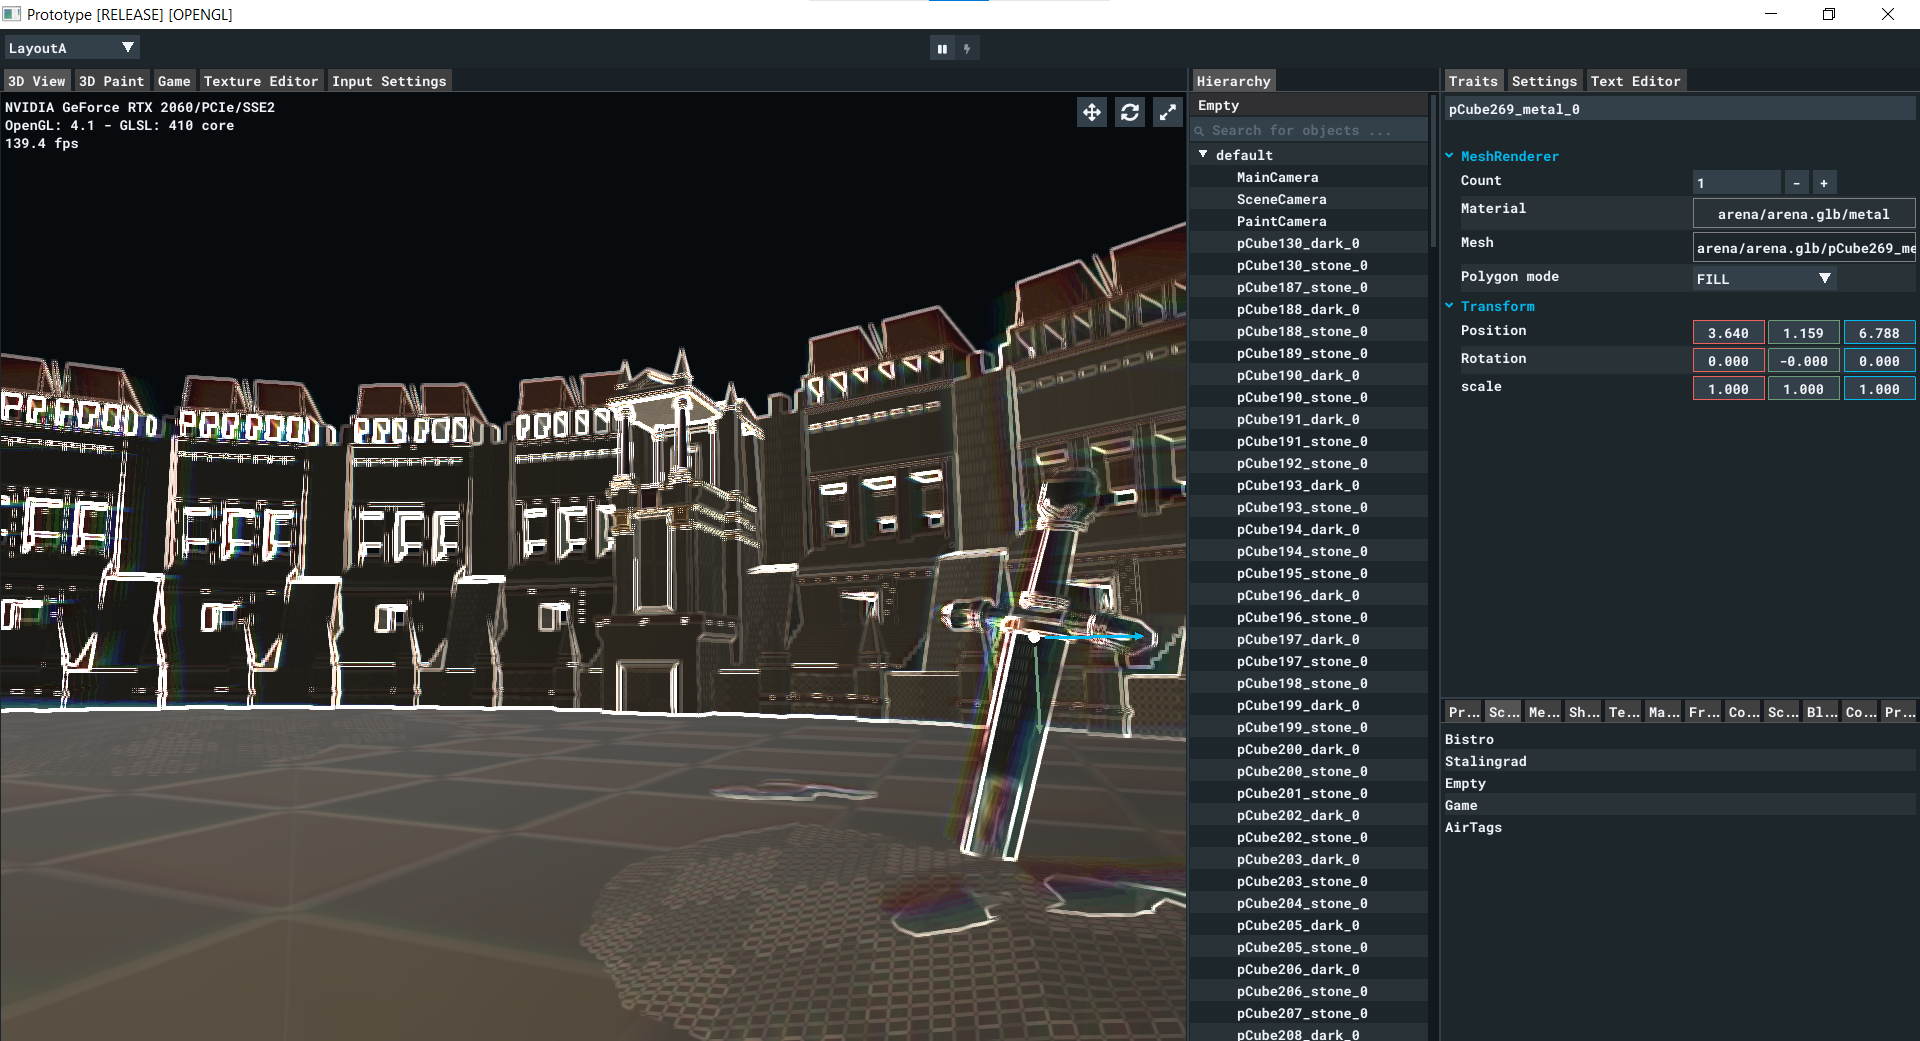 Prototype [RELEASE] [OPENGL]
LayoutA
3D View 3D Paint Game Texture Editor Input Settings
NVIDIA GeForce RTX 2060/PCIe/SSE2
OpenGL: 4.1 - GLSL: 410 core
139.4 fps
Hierarchy
Empty
Search for objects ...
default
MainCamera
SceneCamera
PaintCamera
pCube130_dark_0
pCube130_stone_0
pCube187_stone_0
pCube188_dark_0
pCube188_stone_0
pCube189_stone_0
pCube190_dark_0
pCube190_stone_0
pCube191_dark_0
pCube191_stone_0
pCube192_stone_0
pCube193_dark_0
pCube193_stone_0
pCube194_dark_0
pCube194_stone_0
pCube195_stone_0
pCube196_dark_0
pCube196_stone_0
pCube197_dark_0
pCube197_stone_0
pCube198_stone_0
pCube199_dark_0
pCube199_stone_0
pCube200_dark_0
pCube200_stone_0
pCube201_stone_0
pCube202_dark_0
pCube202_stone_0
pCube203_dark_0
pCube203_stone_0
pCube204_stone_0
pCube205_dark_0
pCube205_stone_0
pCube206_dark_0
pCube206_stone_0
pCube207_stone_0
pCube208_dark_0
Traits Settings Text Editor
pCube269_metal_0
MeshRenderer
Count 1 - +
Material arena/arena.glb/metal
Mesh arena/arena.glb/pCube269_me
Polygon mode FILL
Transform
Position 3.640 1.159 6.788
Rotation 0.000 -0.000 0.000
scale 1.000 1.000 1.000
Pr... Sc... Me... Sh... Te... Ma... Fr... Co... Sc... Bl... Co... Pr...
Bistro
Stalingrad
Empty
Game
AirTags